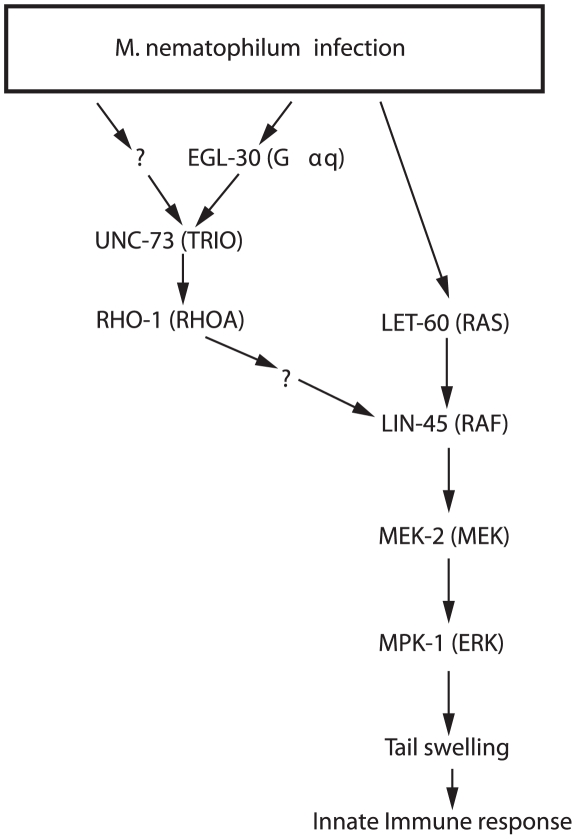 M. nematophilum infection
?
EGL-30 (G αq)
UNC-73 (TRIO)
RHO-1 (RHOA)
LET-60 (RAS)
?
LIN-45 (RAF)
MEK-2 (MEK)
MPK-1 (ERK)
Tail swelling
Innate Immune response